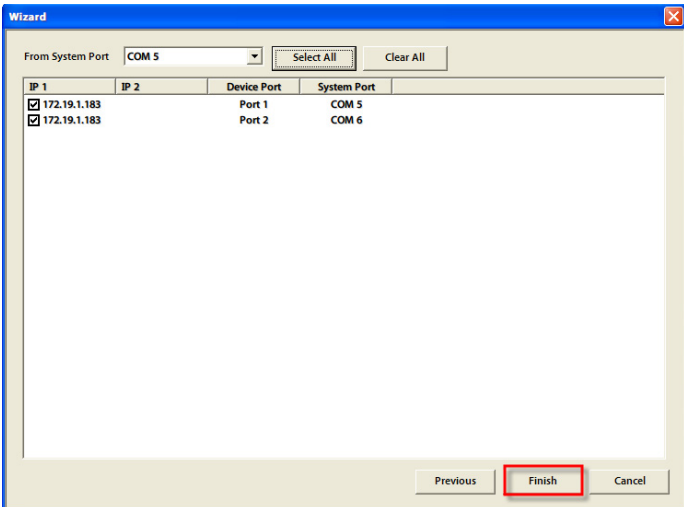 Wizard
From System Port COM 5 Select All Clear All
IP 1 IP 2 Device Port System Port
172.19.1.183 Port 1 COM 5
172.19.1.183 Port 2 COM 6
Previous Finish Cancel